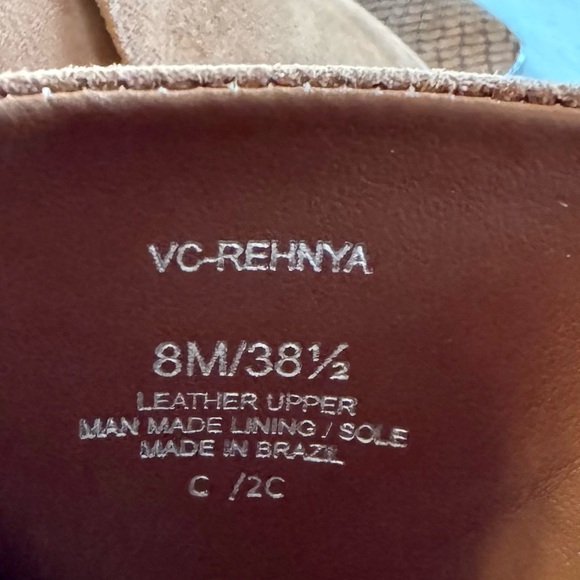 VC-REHNYA
8M/38½
LEATHER UPPER
MAN MADE LINING / SOLE
MADE IN BRAZIL
C /2C